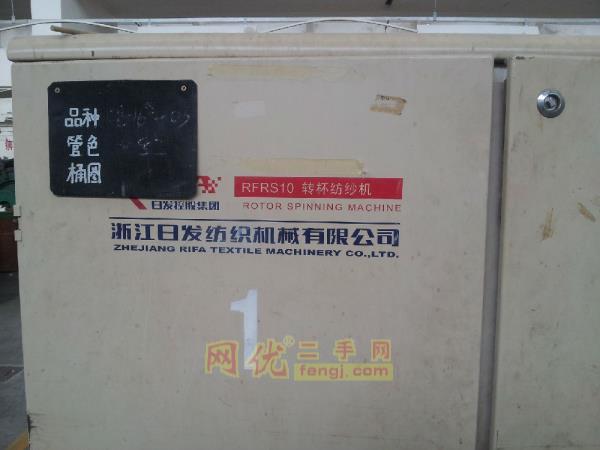 品种
管色
桶圈
RFRS10 转杯纺纱机
日发控股集团
ROTOR SPINNING MACHINE
浙江日发纺织机械有限公司
ZHEJIANG RIFA TEXTILE MACHINERY CO.,LTD.
1
网优®二手网
fengj.com